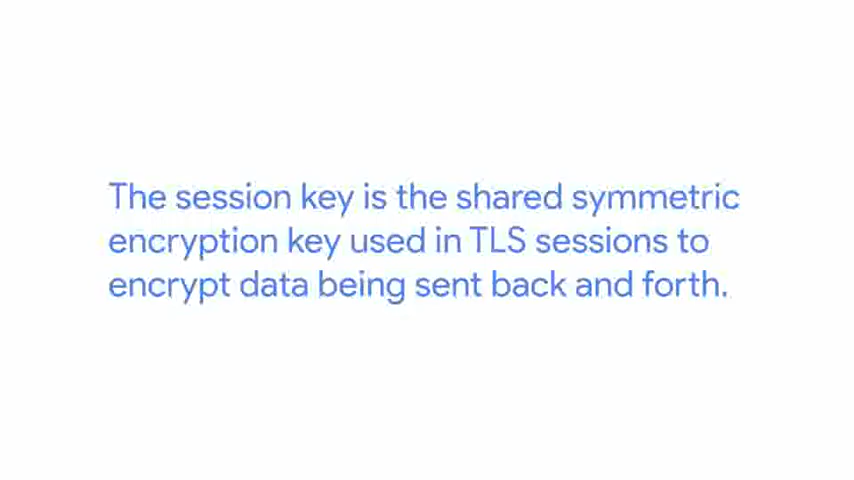 The session key is the shared symmetric
encryption key used in TLS sessions to
encrypt data being sent back and forth.